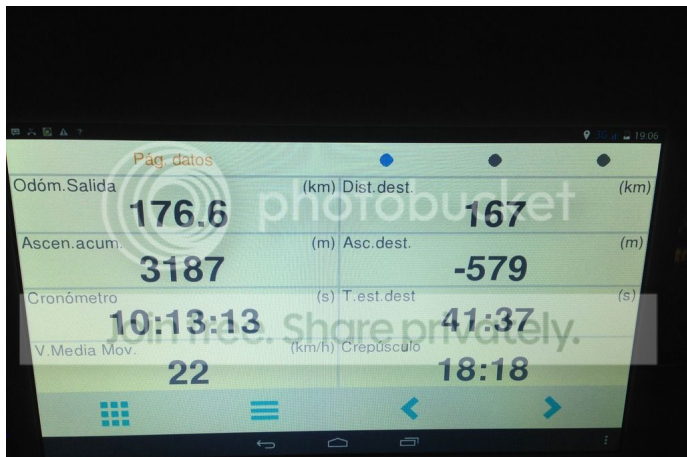 3G 19:06
Pág. datos
Odóm.Salida (km) Dist.dest. (km)
176.6 167
Ascen.acum. (m) Asc.dest. (m)
3187 -579
Cronómetro (s) T.est.dest (s)
10:13:13 41:37
V.Media Mov. (km/h) Crepúsculo
22 18:18
photobucket
Join free. Share privately.